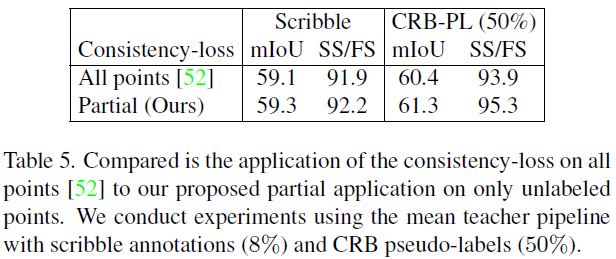 Scribble CRB-PL (50%)
Consistency-loss mIoU SS/FS mIoU SS/FS
All points [52] 59.1 91.9 60.4 93.9
Partial (Ours) 59.3 92.2 61.3 95.3
Table 5. Compared is the application of the consistency-loss on all
points [52] to our proposed partial application on only unlabeled
points. We conduct experiments using the mean teacher pipeline
with scribble annotations (8%) and CRB pseudo-labels (50%).